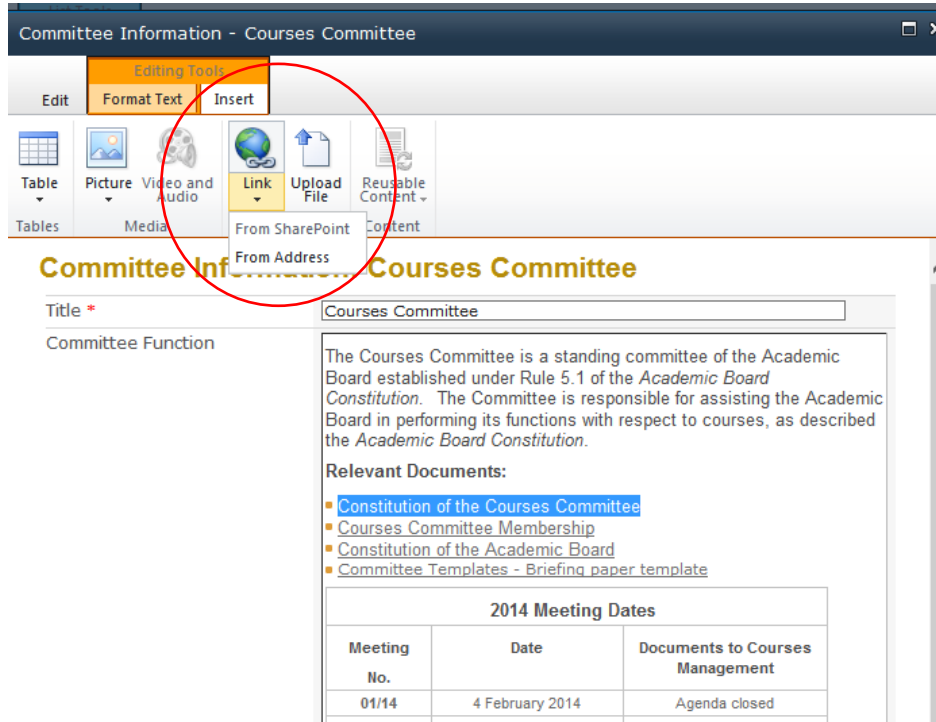 List Tools
Committee Information - Courses Committee
Editing Tools
Edit Format Text Insert
Table Picture Video and Audio Link Upload File Reusable Content
Tables Media Content
From SharePoint
From Address
Committee Information: Courses Committee
Title * Courses Committee
Committee Function
The Courses Committee is a standing committee of the Academic
Board established under Rule 5.1 of the Academic Board
Constitution. The Committee is responsible for assisting the Academic
Board in performing its functions with respect to courses, as described
the Academic Board Constitution.
Relevant Documents:
Constitution of the Courses Committee
Courses Committee Membership
Constitution of the Academic Board
Committee Templates - Briefing paper template
2014 Meeting Dates
Meeting No. Date Documents to Courses Management
01/14 4 February 2014 Agenda closed